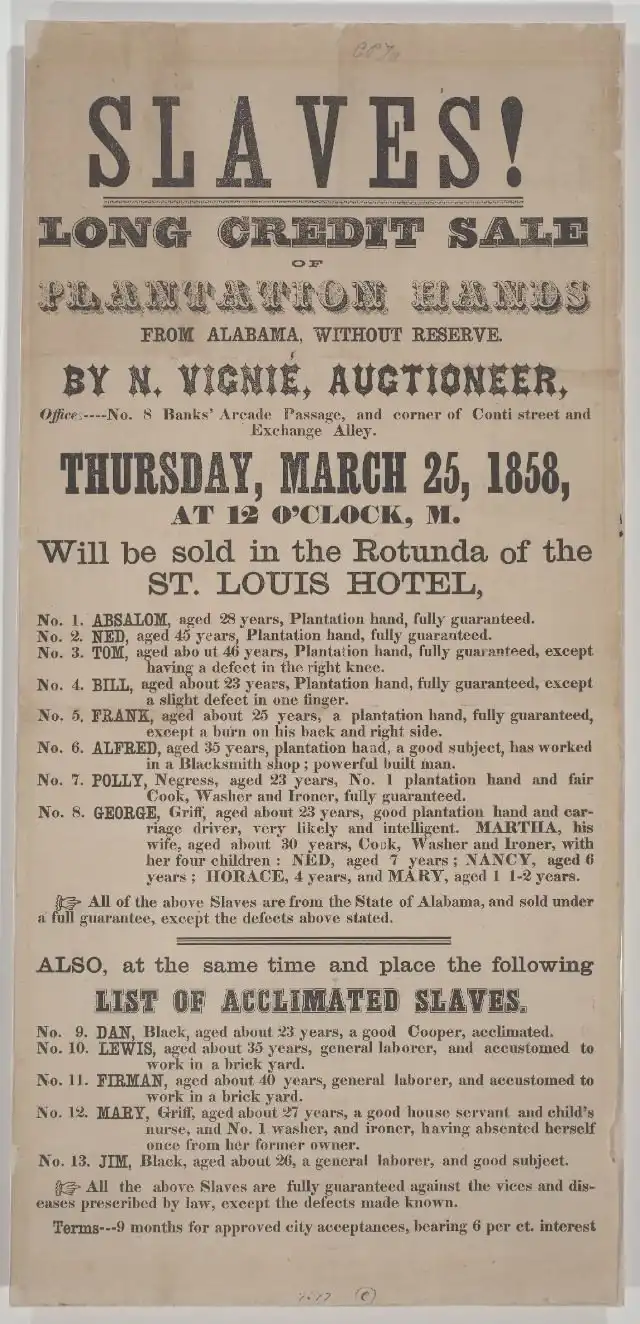 SLAVES!
LONG CREDIT SALE
OF
PLANTATION HANDS
FROM ALABAMA, WITHOUT RESERVE.
BY N. VIGNIÉ, AUCTIONEER,
Office:----No. 8 Banks' Arcade Passage, and corner of Conti street and
Exchange Alley.
THURSDAY, MARCH 25, 1858,
AT 12 O'CLOCK, M.
Will be sold in the Rotunda of the
ST. LOUIS HOTEL,
No. 1. ABSALOM, aged 28 years, Plantation hand, fully guaranteed.
No. 2. NED, aged 45 years, Plantation hand, fully guaranteed.
No. 3. TOM, aged abo ut 46 years, Plantation hand, fully guaranteed, except
having a defect in the right knee.
No. 4. BILL, aged about 23 years, Plantation hand, fully guaranteed, except
a slight defect in one finger.
No. 5. FRANK, aged about 25 years, a plantation hand, fully guaranteed,
except a burn on his back and right side.
No. 6. ALFRED, aged 35 years, plantation hand, a good subject, has worked
in a Blacksmith shop; powerful built man.
No. 7. POLLY, Negress, aged 23 years, No. 1 plantation hand and fair
Cook, Washer and Ironer, fully guaranteed.
No. 8. GEORGE, Griff, aged about 23 years, good plantation hand and car-
riage driver, very likely and intelligent. MARTHA, his
wife, aged about 30 years, Cook, Washer and Ironer, with
her four children: NED, aged 7 years; NANCY, aged 6
years; HORACE, 4 years, and MARY, aged 1 1-2 years.
☞ All of the above Slaves are from the State of Alabama, and sold under
a full guarantee, except the defects above stated.
ALSO, at the same time and place the following
LIST OF ACCLIMATED SLAVES.
No. 9. DAN, Black, aged about 23 years, a good Cooper, acclimated.
No. 10. LEWIS, aged about 35 years, general laborer, and accustomed to
work in a brick yard.
No. 11. FIRMAN, aged about 40 years, general laborer, and accustomed to
work in a brick yard.
No. 12. MARY, Griff, aged about 27 years, a good house servant and child's
nurse, and No. 1 washer, and ironer, having absented herself
once from her former owner.
No. 13. JIM, Black, aged about 26, a general laborer, and good subject.
☞ All the above Slaves are fully guaranteed against the vices and dis-
eases prescribed by law, except the defects made known.
Terms---9 months for approved city acceptances, bearing 6 per ct. interest